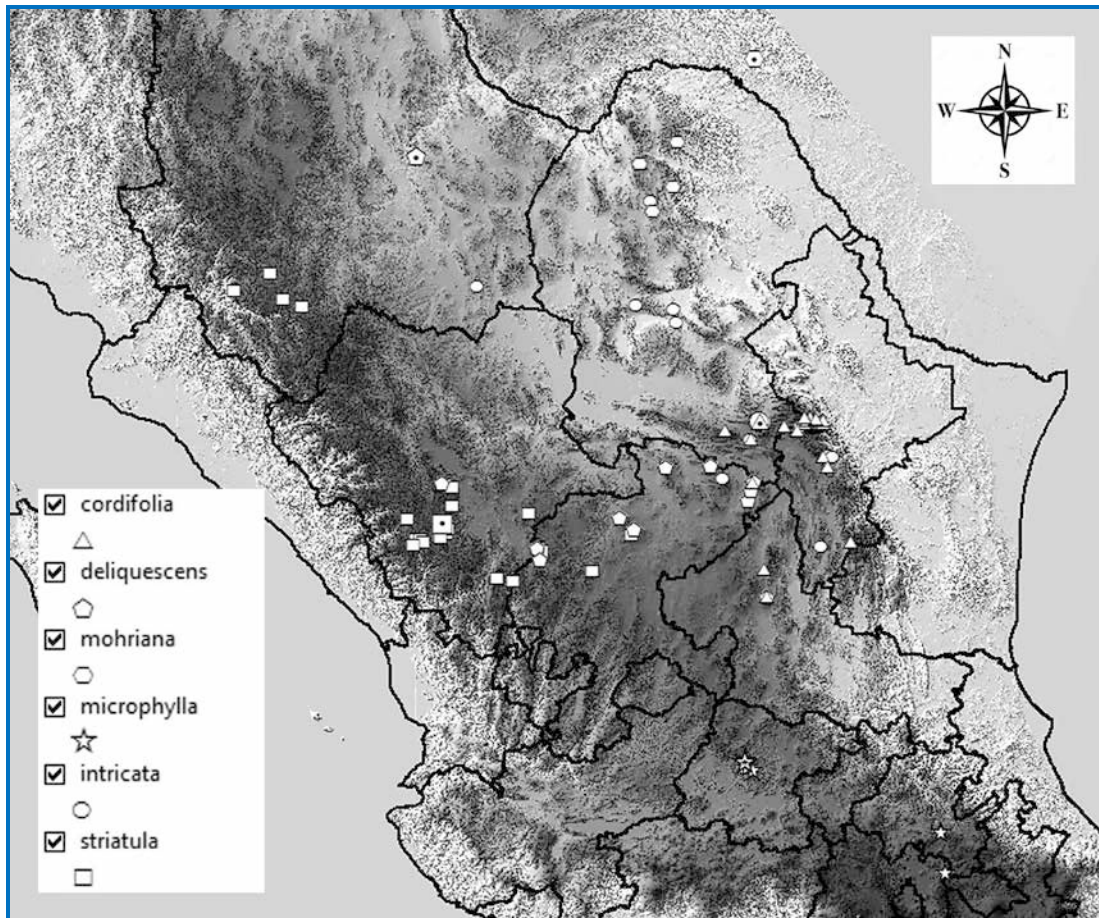 N
W E
S
cordifolia
deliquescens
mohriana
microphylla
intricata
striatula